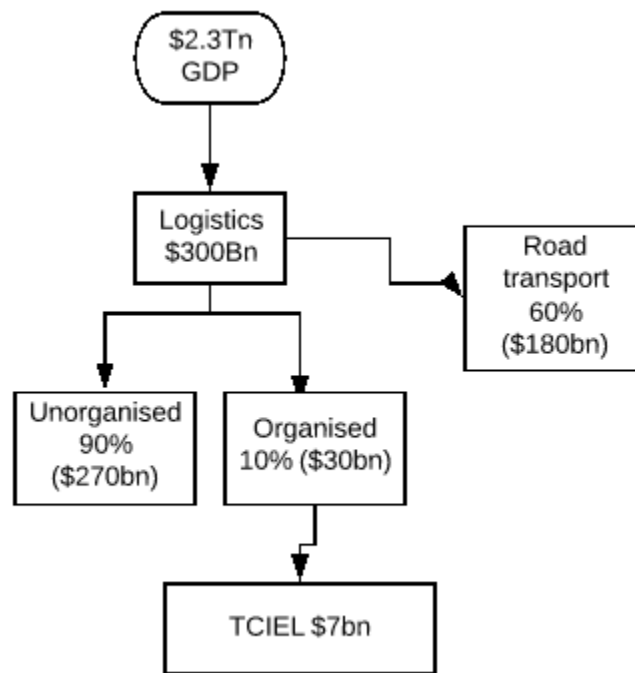 $2.3Tn
GDP
Logistics
$300Bn
Road
transport
60%
($180bn)
Unorganised
90%
($270bn)
Organised
10% ($30bn)
TCIEL $7bn